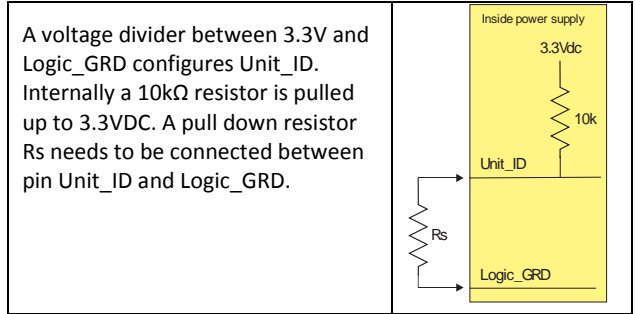 A voltage divider between 3.3V and
Logic_GRD configures Unit_ID.
Internally a 10kΩ resistor is pulled
up to 3.3VDC. A pull down resistor
Rs needs to be connected between
pin Unit_ID and Logic_GRD.
Inside power supply
3.3Vdc
10k
Unit_ID
Rs
Logic_GRD